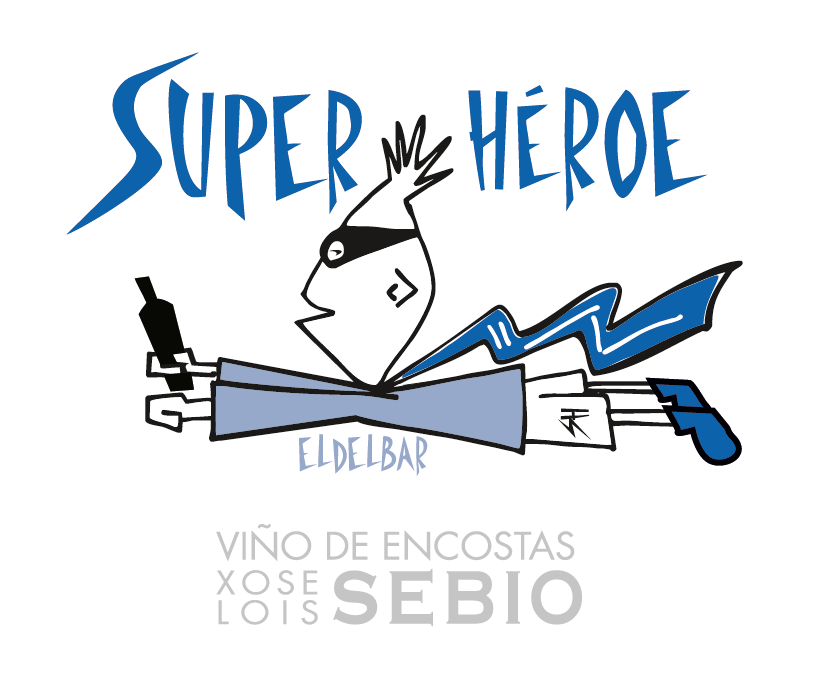 SUPER HÉROE
ELDELBAR
VIÑO DE ENCOSTAS
XOSE LOIS SEBIO